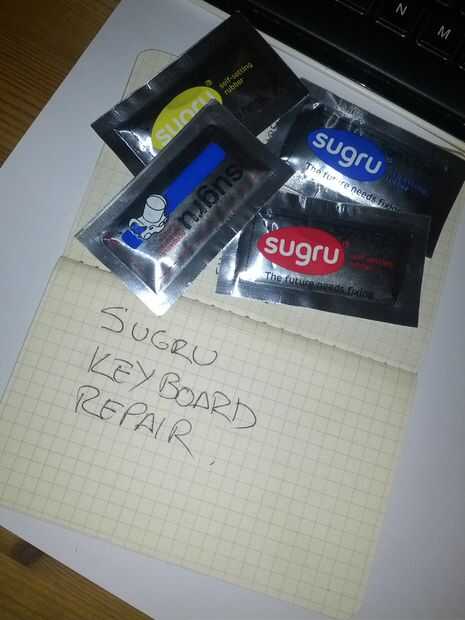 N M
sugru®
self-setting
rubber
sugru
The future needs fixing
sugru
sugru
The future needs fixing
SUGRU
KEYBOARD
REPAIR.